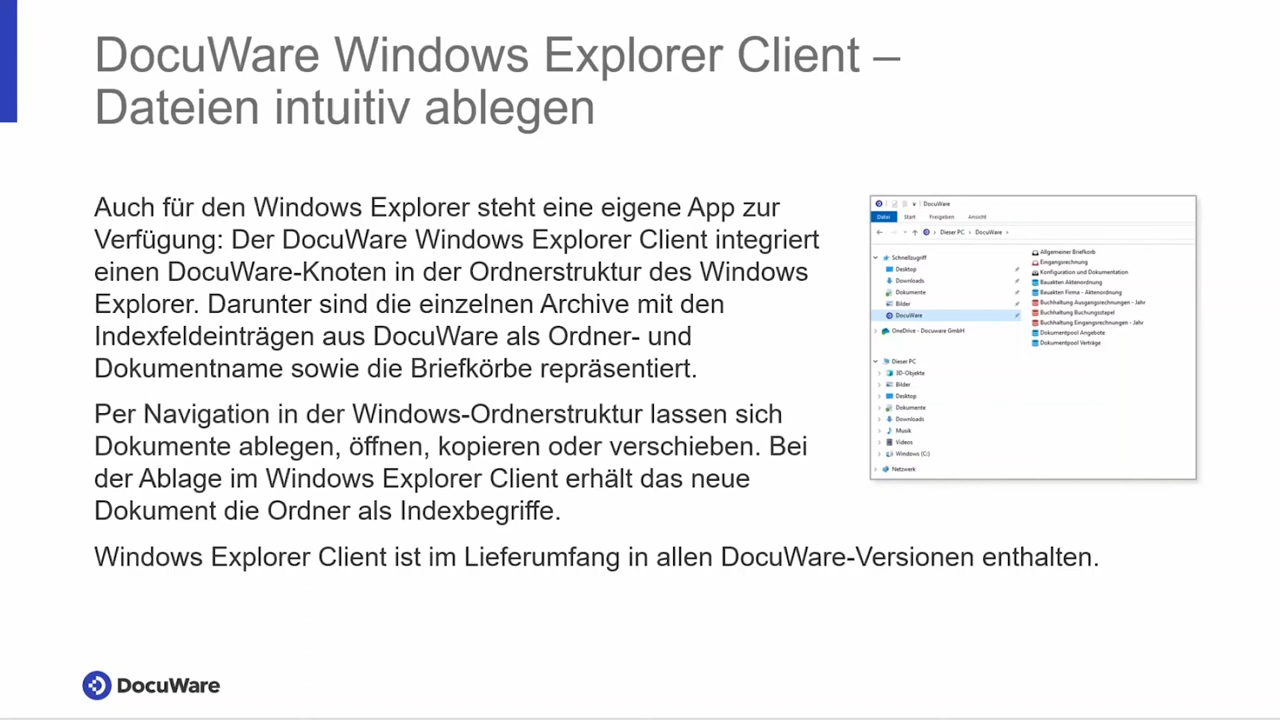 DocuWare Windows Explorer Client –
Dateien intuitiv ablegen
Auch für den Windows Explorer steht eine eigene App zur
Verfügung: Der DocuWare Windows Explorer Client integriert
einen DocuWare-Knoten in der Ordnerstruktur des Windows
Explorer. Darunter sind die einzelnen Archive mit den
Indexfeldeinträgen aus DocuWare als Ordner- und
Dokumentname sowie die Briefkörbe repräsentiert.
Per Navigation in der Windows-Ordnerstruktur lassen sich
Dokumente ablegen, öffnen, kopieren oder verschieben. Bei
der Ablage im Windows Explorer Client erhält das neue
Dokument die Ordner als Indexbegriffe.
Windows Explorer Client ist im Lieferumfang in allen DocuWare-Versionen enthalten.
DocuWare
Datei Start Freigeben Ansicht
Dieser PC > DocuWare >
Schnellzugriff
Desktop
Downloads
Dokumente
Bilder
DocuWare
OneDrive - Docuware GmbH
Dieser PC
3D-Objekte
Bilder
Desktop
Dokumente
Downloads
Musik
Videos
Windows (C:)
Netzwerk
Allgemeiner Briefkorb
Eingangsrechnung
Konfiguration und Dokumentation
Bauakten Aktenordnung
Bauakten Firma - Aktenordnung
Buchhaltung Ausgangsrechnungen - Jahr
Buchhaltung Buchungsstapel
Buchhaltung Eingangsrechnungen - Jahr
Dokumentpool Angebote
Dokumentpool Verträge
DocuWare